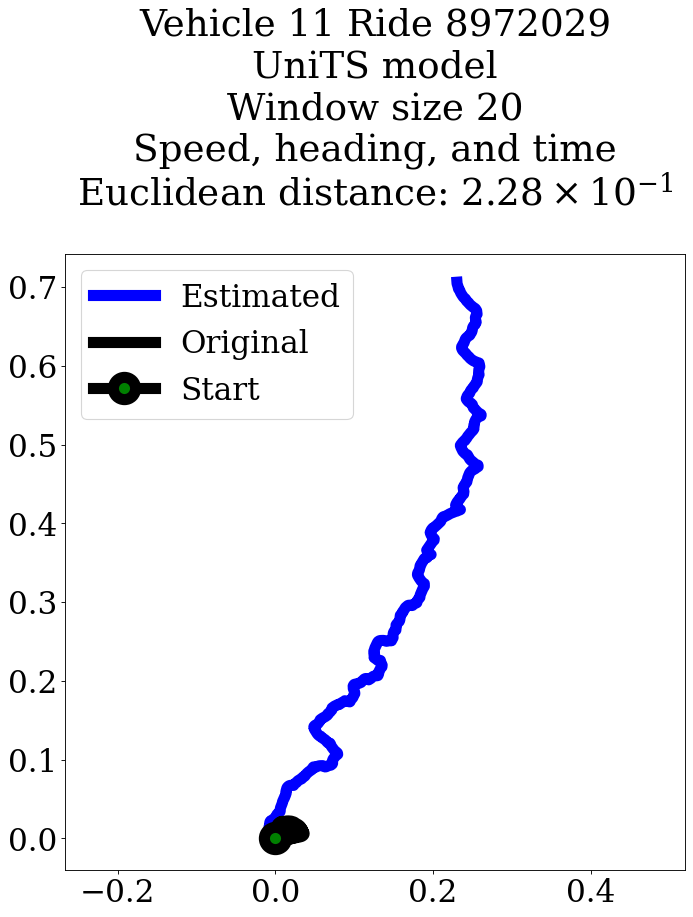 Vehicle 11 Ride 8972029
UniTS model
Window size 20
Speed, heading, and time
Euclidean distance: 2.28 × 10⁻¹
Estimated
Original
Start
0.7
0.6
0.5
0.4
0.3
0.2
0.1
0.0
−0.2 0.0 0.2 0.4